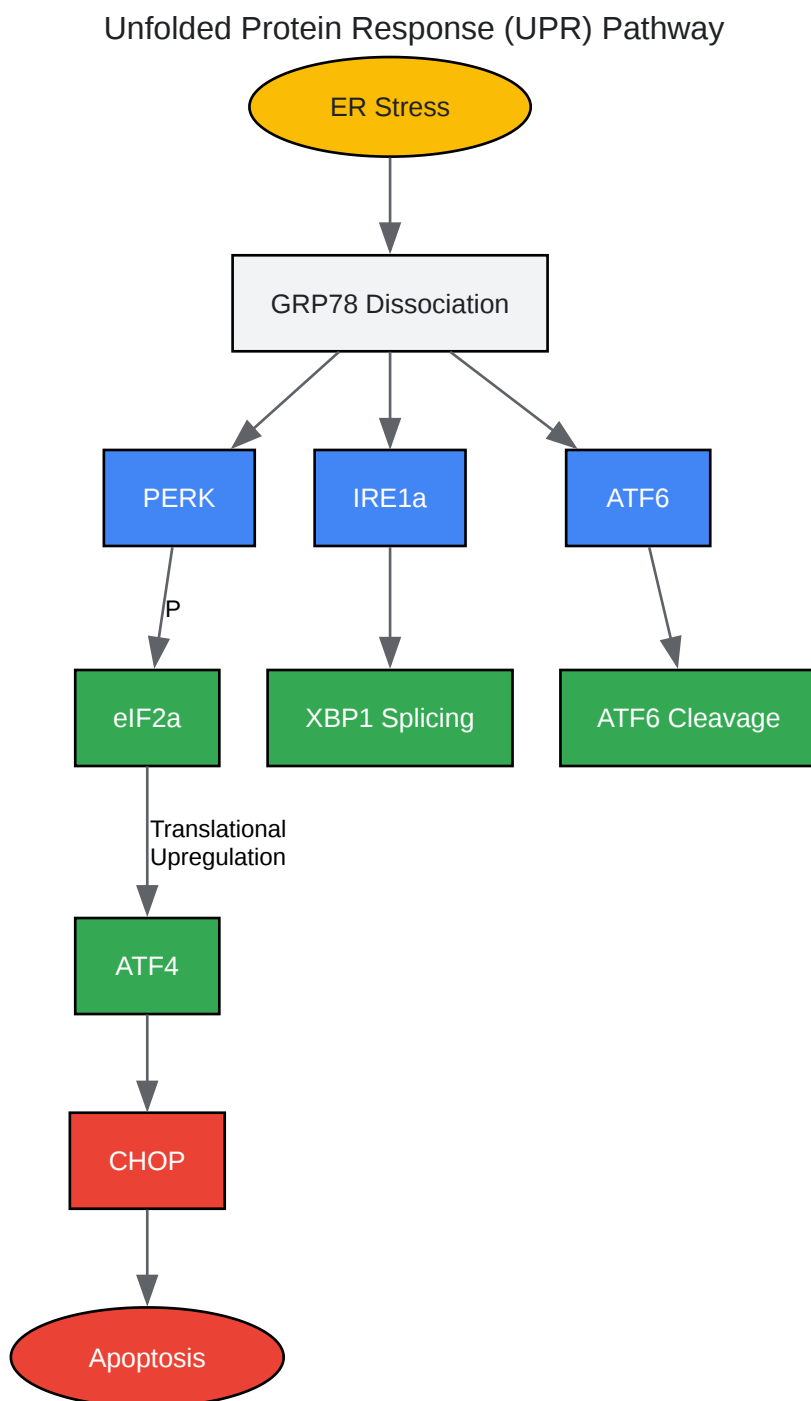 Unfolded Protein Response (UPR) Pathway
ER Stress
GRP78 Dissociation
PERK
IRE1a
ATF6
P
eIF2a
XBP1 Splicing
ATF6 Cleavage
Translational
Upregulation
ATF4
CHOP
Apoptosis